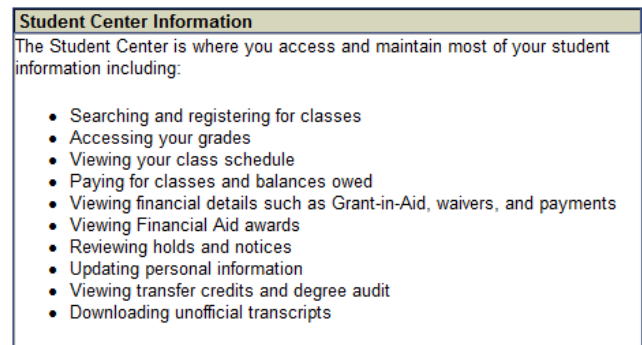 Student Center Information
The Student Center is where you access and maintain most of your student
information including:
• Searching and registering for classes
• Accessing your grades
• Viewing your class schedule
• Paying for classes and balances owed
• Viewing financial details such as Grant-in-Aid, waivers, and payments
• Viewing Financial Aid awards
• Reviewing holds and notices
• Updating personal information
• Viewing transfer credits and degree audit
• Downloading unofficial transcripts